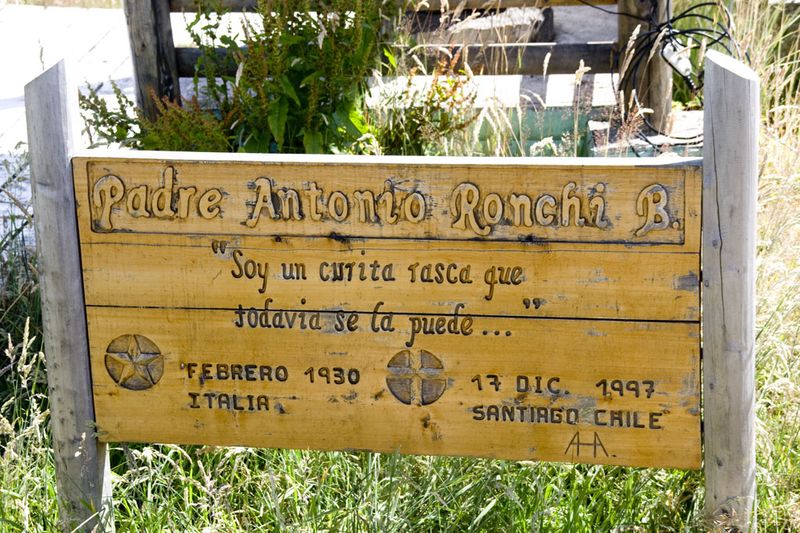 Padre Antonio Ronchi B.
"Soy un curita rasca que
todavia se la puede..."
FEBRERO 1930
ITALIA
17 DIC. 1997
SANTIAGO CHILE
AHA.